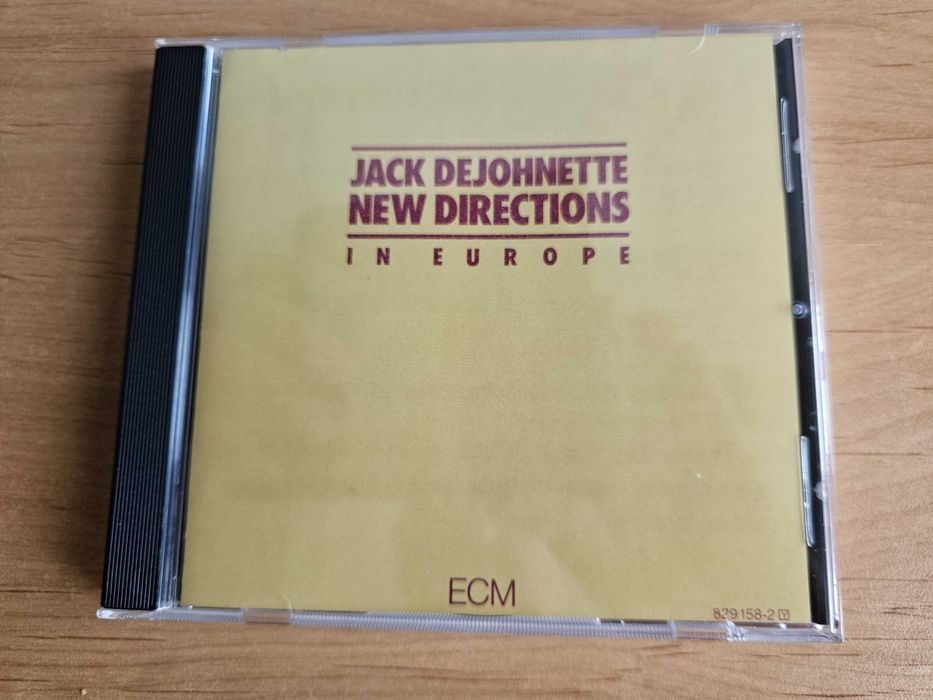 JACK DEJOHNETTE
NEW DIRECTIONS
IN EUROPE
ECM
829 158-2 Y